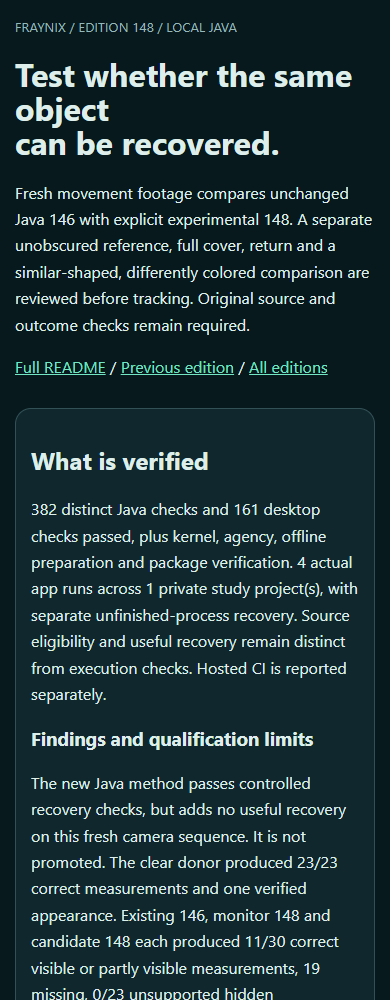 FRAYNIX / EDITION 148 / LOCAL JAVA
Test whether the same
object
can be recovered.
Fresh movement footage compares unchanged
Java 146 with explicit experimental 148. A separate
unobscured reference, full cover, return and a
similar-shaped, differently colored comparison are
reviewed before tracking. Original source and
outcome checks remain required.
Full README / Previous edition / All editions
What is verified
382 distinct Java checks and 161 desktop
checks passed, plus kernel, agency, offline
preparation and package verification. 4 actual
app runs across 1 private study project(s), with
separate unfinished-process recovery. Source
eligibility and useful recovery remain distinct
from execution checks. Hosted CI is reported
separately.
Findings and qualification limits
The new Java method passes controlled
recovery checks, but adds no useful recovery
on this fresh camera sequence. It is not
promoted. The clear donor produced 23/23
correct measurements and one verified
appearance. Existing 146, monitor 148 and
candidate 148 each produced 11/30 correct
visible or partly visible measurements, 19
missing, 0/23 unsupported hidden